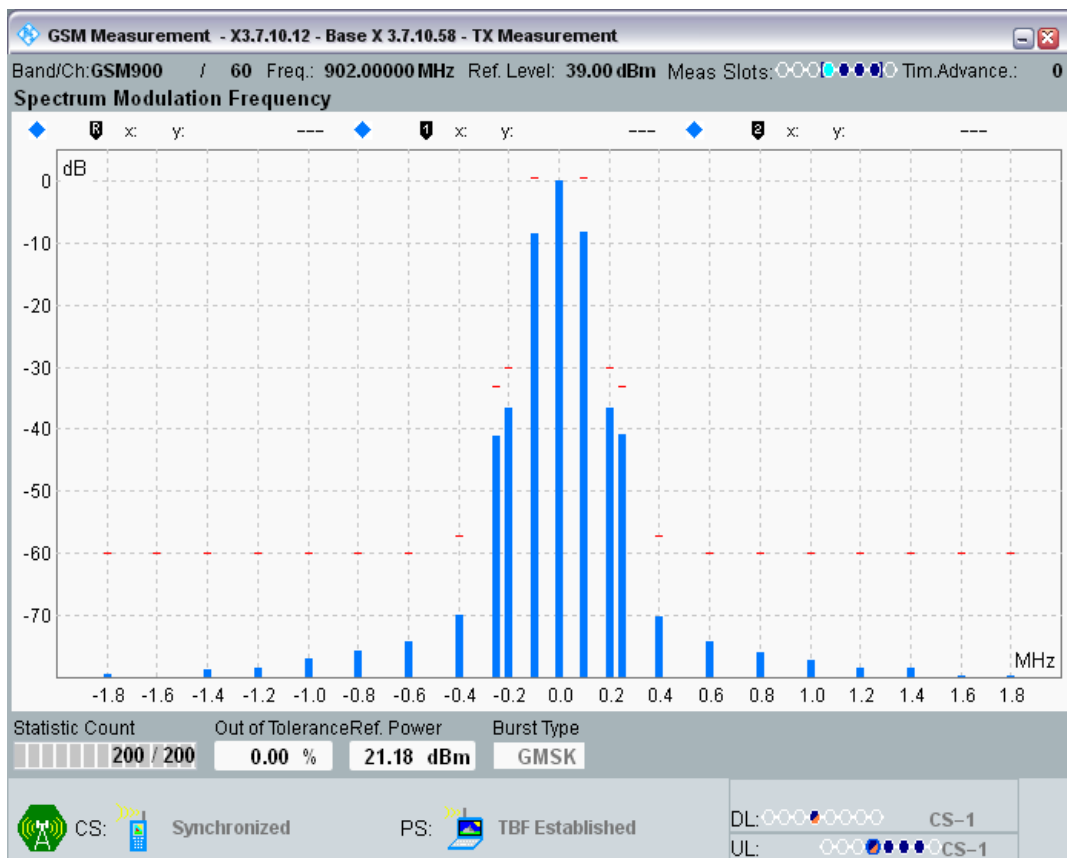 GSM Measurement - X3.7.10.12 - Base X 3.7.10.58 - TX Measurement
Band/Ch:GSM900 / 60 Freq.: 902.00000 MHz Ref. Level: 39.00 dBm Meas Slots: Tim.Advance.: 0
Spectrum Modulation Frequency
R x: y: --- 1 x: y: --- 2 x: y: ---
dB
0
-10
-20
-30
-40
-50
-60
-70
MHz
-1.8 -1.6 -1.4 -1.2 -1.0 -0.8 -0.6 -0.4 -0.2 0.0 0.2 0.4 0.6 0.8 1.0 1.2 1.4 1.6 1.8
Statistic Count Out of Tolerance Ref. Power Burst Type
200 / 200 0.00 % 21.18 dBm GMSK
CS: Synchronized PS: TBF Established
DL: CS-1
UL: CS-1